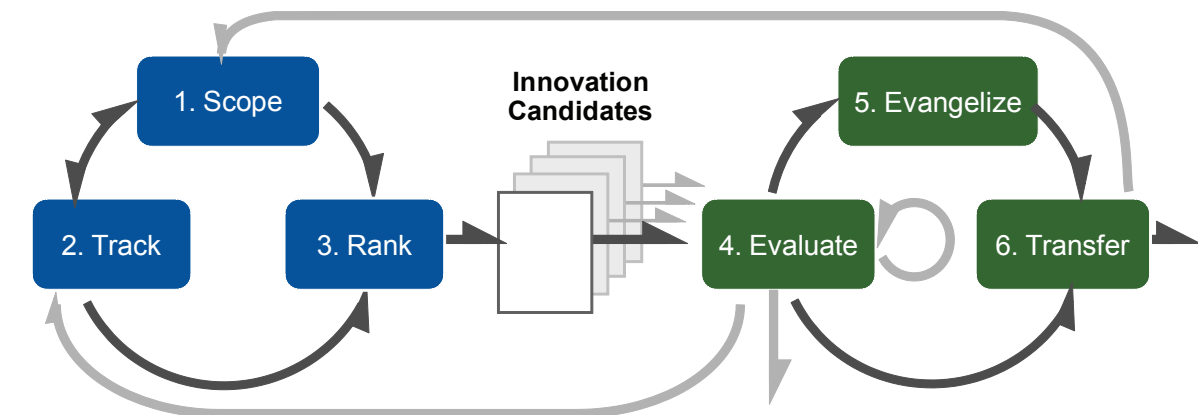 1. Scope
2. Track
3. Rank
Innovation
Candidates
4. Evaluate
5. Evangelize
6. Transfer